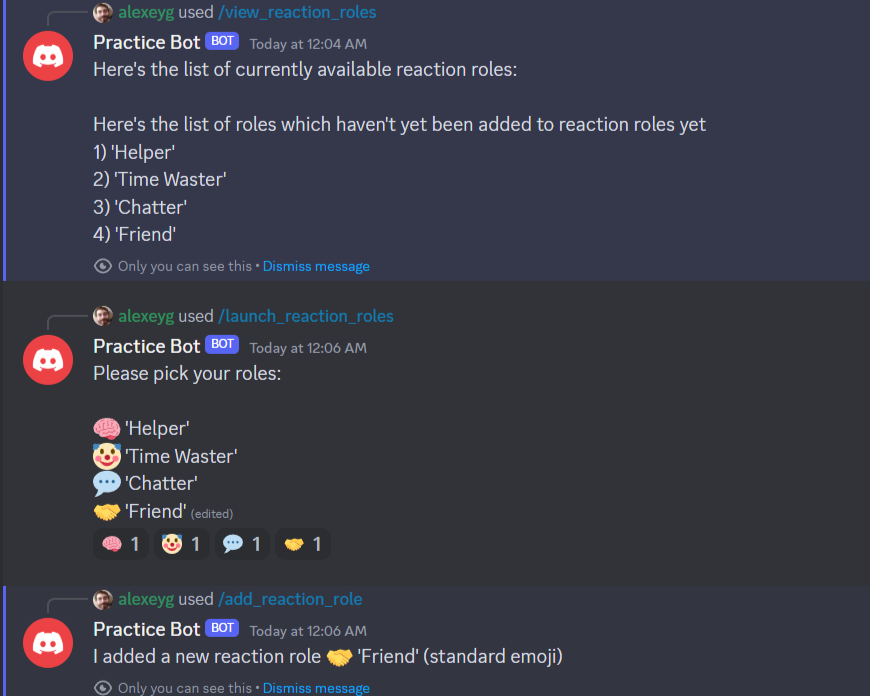 alexeyg used /view_reaction_roles
Practice Bot BOT Today at 12:04 AM
Here's the list of currently available reaction roles:
Here's the list of roles which haven't yet been added to reaction roles yet
1) 'Helper'
2) 'Time Waster'
3) 'Chatter'
4) 'Friend'
Only you can see this • Dismiss message
alexeyg used /launch_reaction_roles
Practice Bot BOT Today at 12:06 AM
Please pick your roles:
🧠 'Helper'
🤡 'Time Waster'
💬 'Chatter'
🤝 'Friend' (edited)
🧠 1 🤡 1 💬 1 🤝 1
alexeyg used /add_reaction_role
Practice Bot BOT Today at 12:06 AM
I added a new reaction role 🤝 'Friend' (standard emoji)
Only you can see this • Dismiss message